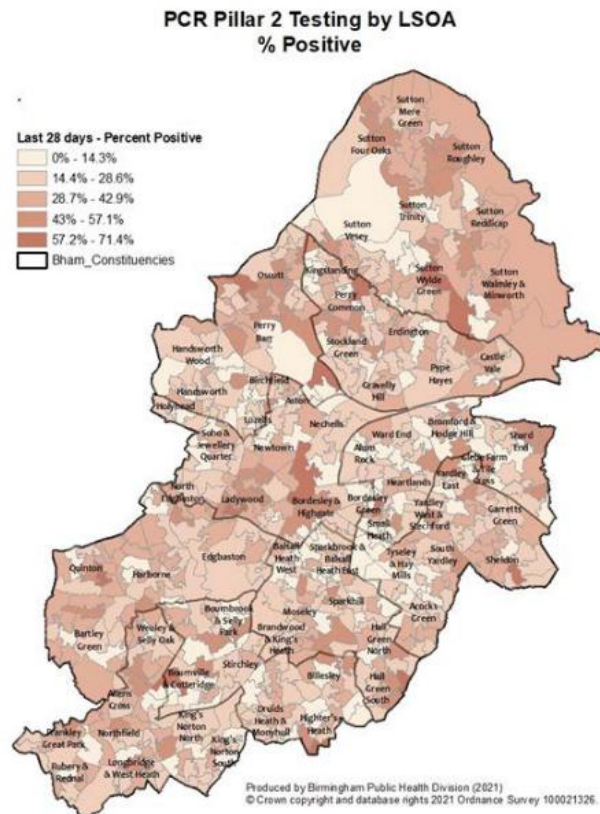 PCR Pillar 2 Testing by LSOA
% Positive
Last 28 days - Percent Positive
0% - 14.3%
14.4% - 28.6%
28.7% - 42.9%
43% - 57.1%
57.2% - 71.4%
Bham_Constituencies
Sutton
Mere
Green
Sutton
Four Oaks
Sutton
Roughley
Sutton
Trinity
Sutton
Reddicap
Sutton
Vesey
Sutton
Walmley &
Minworth
Sutton
Wylde
Green
Oscott
Kingstanding
Perry
Common
Perry
Barr
Erdington
Stockland
Green
Castle
Vale
Pype
Hayes
Gravelly
Hill
Handsworth
Wood
Handsworth
Birchfield
Aston
Holyhead
Lozells
Nechells
Soho &
Jewellery
Quarter
Newtown
Ward End
Bromford &
Hodge Hill
Shard
End
Alum
Rock
Glebe Farm
& Tile
Cross
Yardley
East
Heartlands
North
Edgbaston
Ladywood
Bordesley &
Highgate
Bordesley
Green
Yardley
West &
Stechford
Garretts
Green
Small
Heath
Edgbaston
Balsall
Heath
West
Sparkbrook &
Balsall
Heath East
Tyseley
& Hay
Mills
South
Yardley
Sheldon
Quinton
Harborne
Moseley
Sparkhill
Acock's
Green
Bartley
Green
Weoley &
Selly Oak
Bournbrook
& Selly
Park
Brandwood
& King's
Heath
Hall
Green
North
Stirchley
Bournville
& Cotteridge
Billesley
Hall
Green
South
Allens
Cross
Druids
Heath &
Monyhull
Highter's
Heath
Frankley
Great Park
Northfield
King's
Norton
North
King's
Norton
South
Rubery &
Rednal
Longbridge
& West Heath
Produced by Birmingham Public Health Division (2021)
© Crown copyright and database rights 2021 Ordnance Survey 100021326.